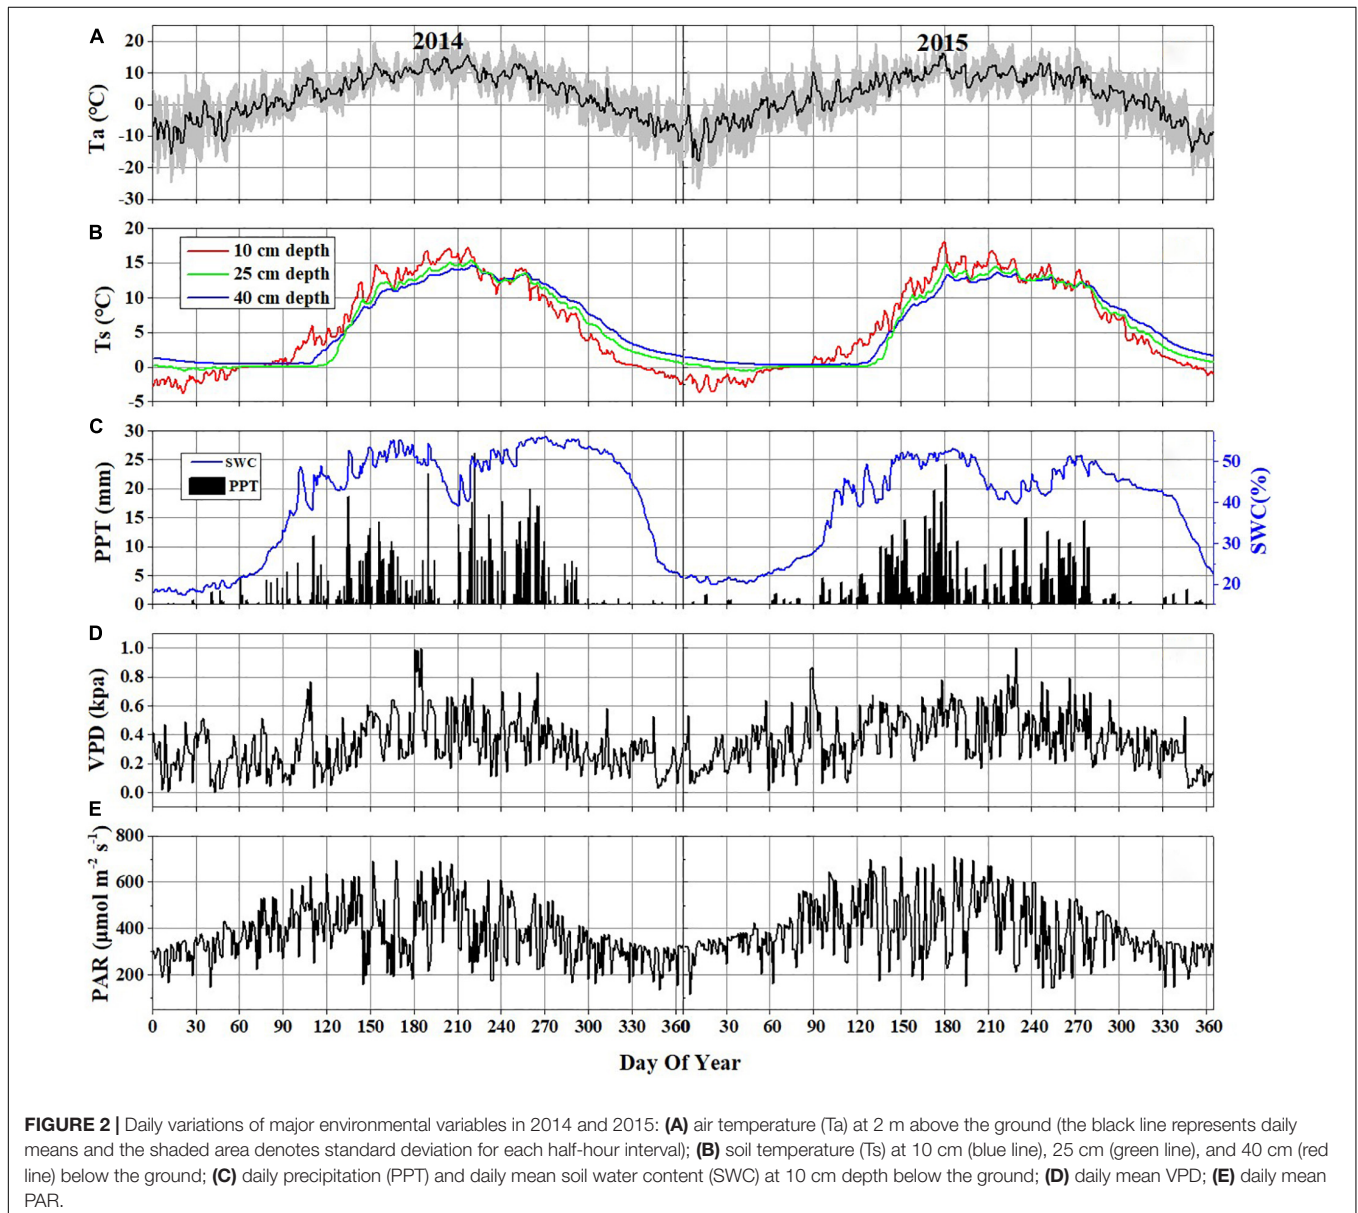 A
2014
2015
Ta (°C)
20
10
0
-10
-20
-30
B
10 cm depth
25 cm depth
40 cm depth
Ts (°C)
20
15
10
5
0
-5
C
SWC
PPT
PPT (mm)
30
25
20
15
10
5
0
SWC(%)
50
40
30
20
D
VPD (kpa)
1.0
0.8
0.6
0.4
0.2
0.0
E
PAR (μmol m⁻² s⁻¹)
800
600
400
200
0 30 60 90 120 150 180 210 240 270 300 330 360 0 30 60 90 120 150 180 210 240 270 300 330 360
Day Of Year
FIGURE 2 | Daily variations of major environmental variables in 2014 and 2015: (A) air temperature (Ta) at 2 m above the ground (the black line represents daily
means and the shaded area denotes standard deviation for each half-hour interval); (B) soil temperature (Ts) at 10 cm (blue line), 25 cm (green line), and 40 cm (red
line) below the ground; (C) daily precipitation (PPT) and daily mean soil water content (SWC) at 10 cm depth below the ground; (D) daily mean VPD; (E) daily mean
PAR.